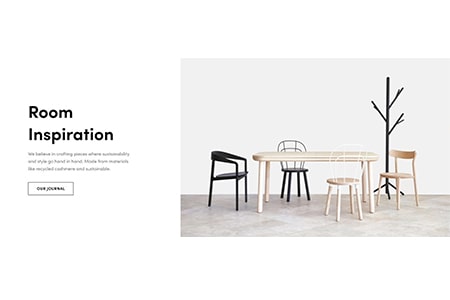 Room
Inspiration
We believe in crafting pieces where sustainability
and style go hand in hand. Made from materials
like recycled cashmere and sustainable.
OUR JOURNAL